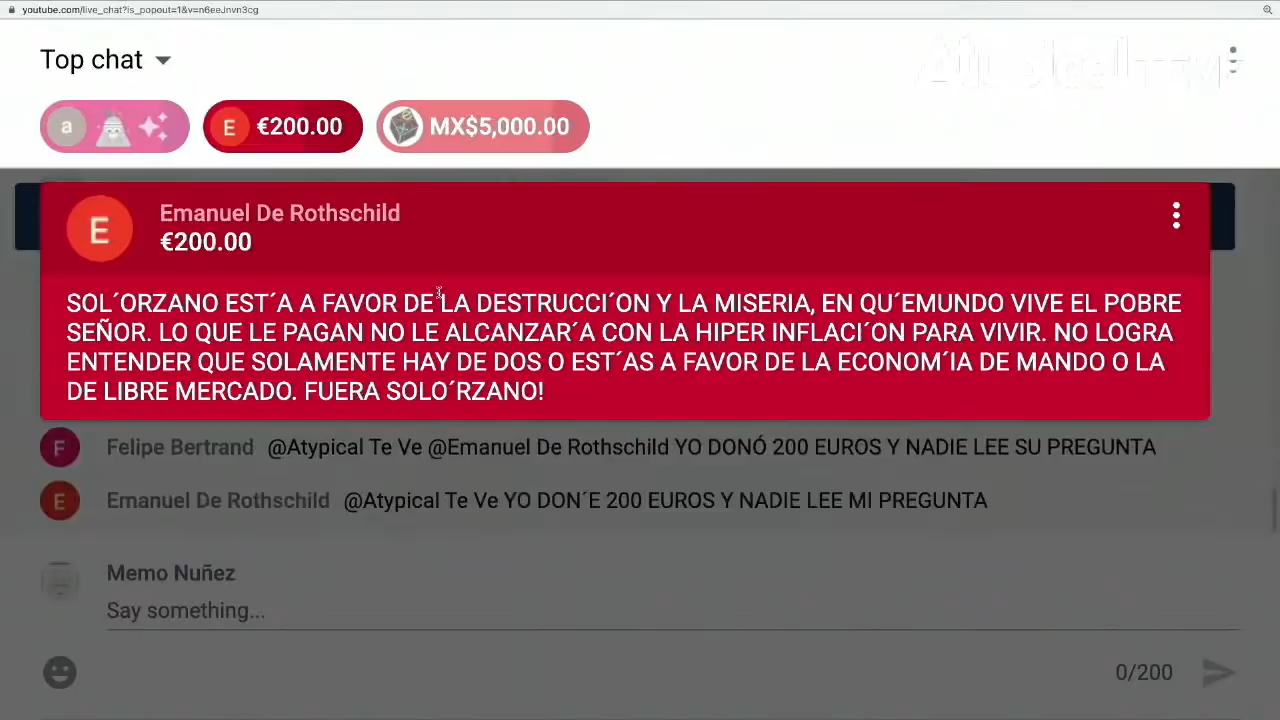 youtube.com/live_chat?is_popout=1&v=n6eeJnvn3cg
Top chat
Atypical TEVE
a
E €200.00
MX$5,000.00
E
Emanuel De Rothschild
€200.00
SOL´ORZANO EST´A A FAVOR DE LA DESTRUCCI´ON Y LA MISERIA, EN QU´EMUNDO VIVE EL POBRE
SEÑOR. LO QUE LE PAGAN NO LE ALCANZAR´A CON LA HIPER INFLACI´ON PARA VIVIR. NO LOGRA
ENTENDER QUE SOLAMENTE HAY DE DOS O EST´AS A FAVOR DE LA ECONOM´IA DE MANDO O LA
DE LIBRE MERCADO. FUERA SOLO´RZANO!
F Felipe Bertrand @Atypical Te Ve @Emanuel De Rothschild YO DONÓ 200 EUROS Y NADIE LEE SU PREGUNTA
E Emanuel De Rothschild @Atypical Te Ve YO DON´E 200 EUROS Y NADIE LEE MI PREGUNTA
Memo Nuñez
Say something...
0/200